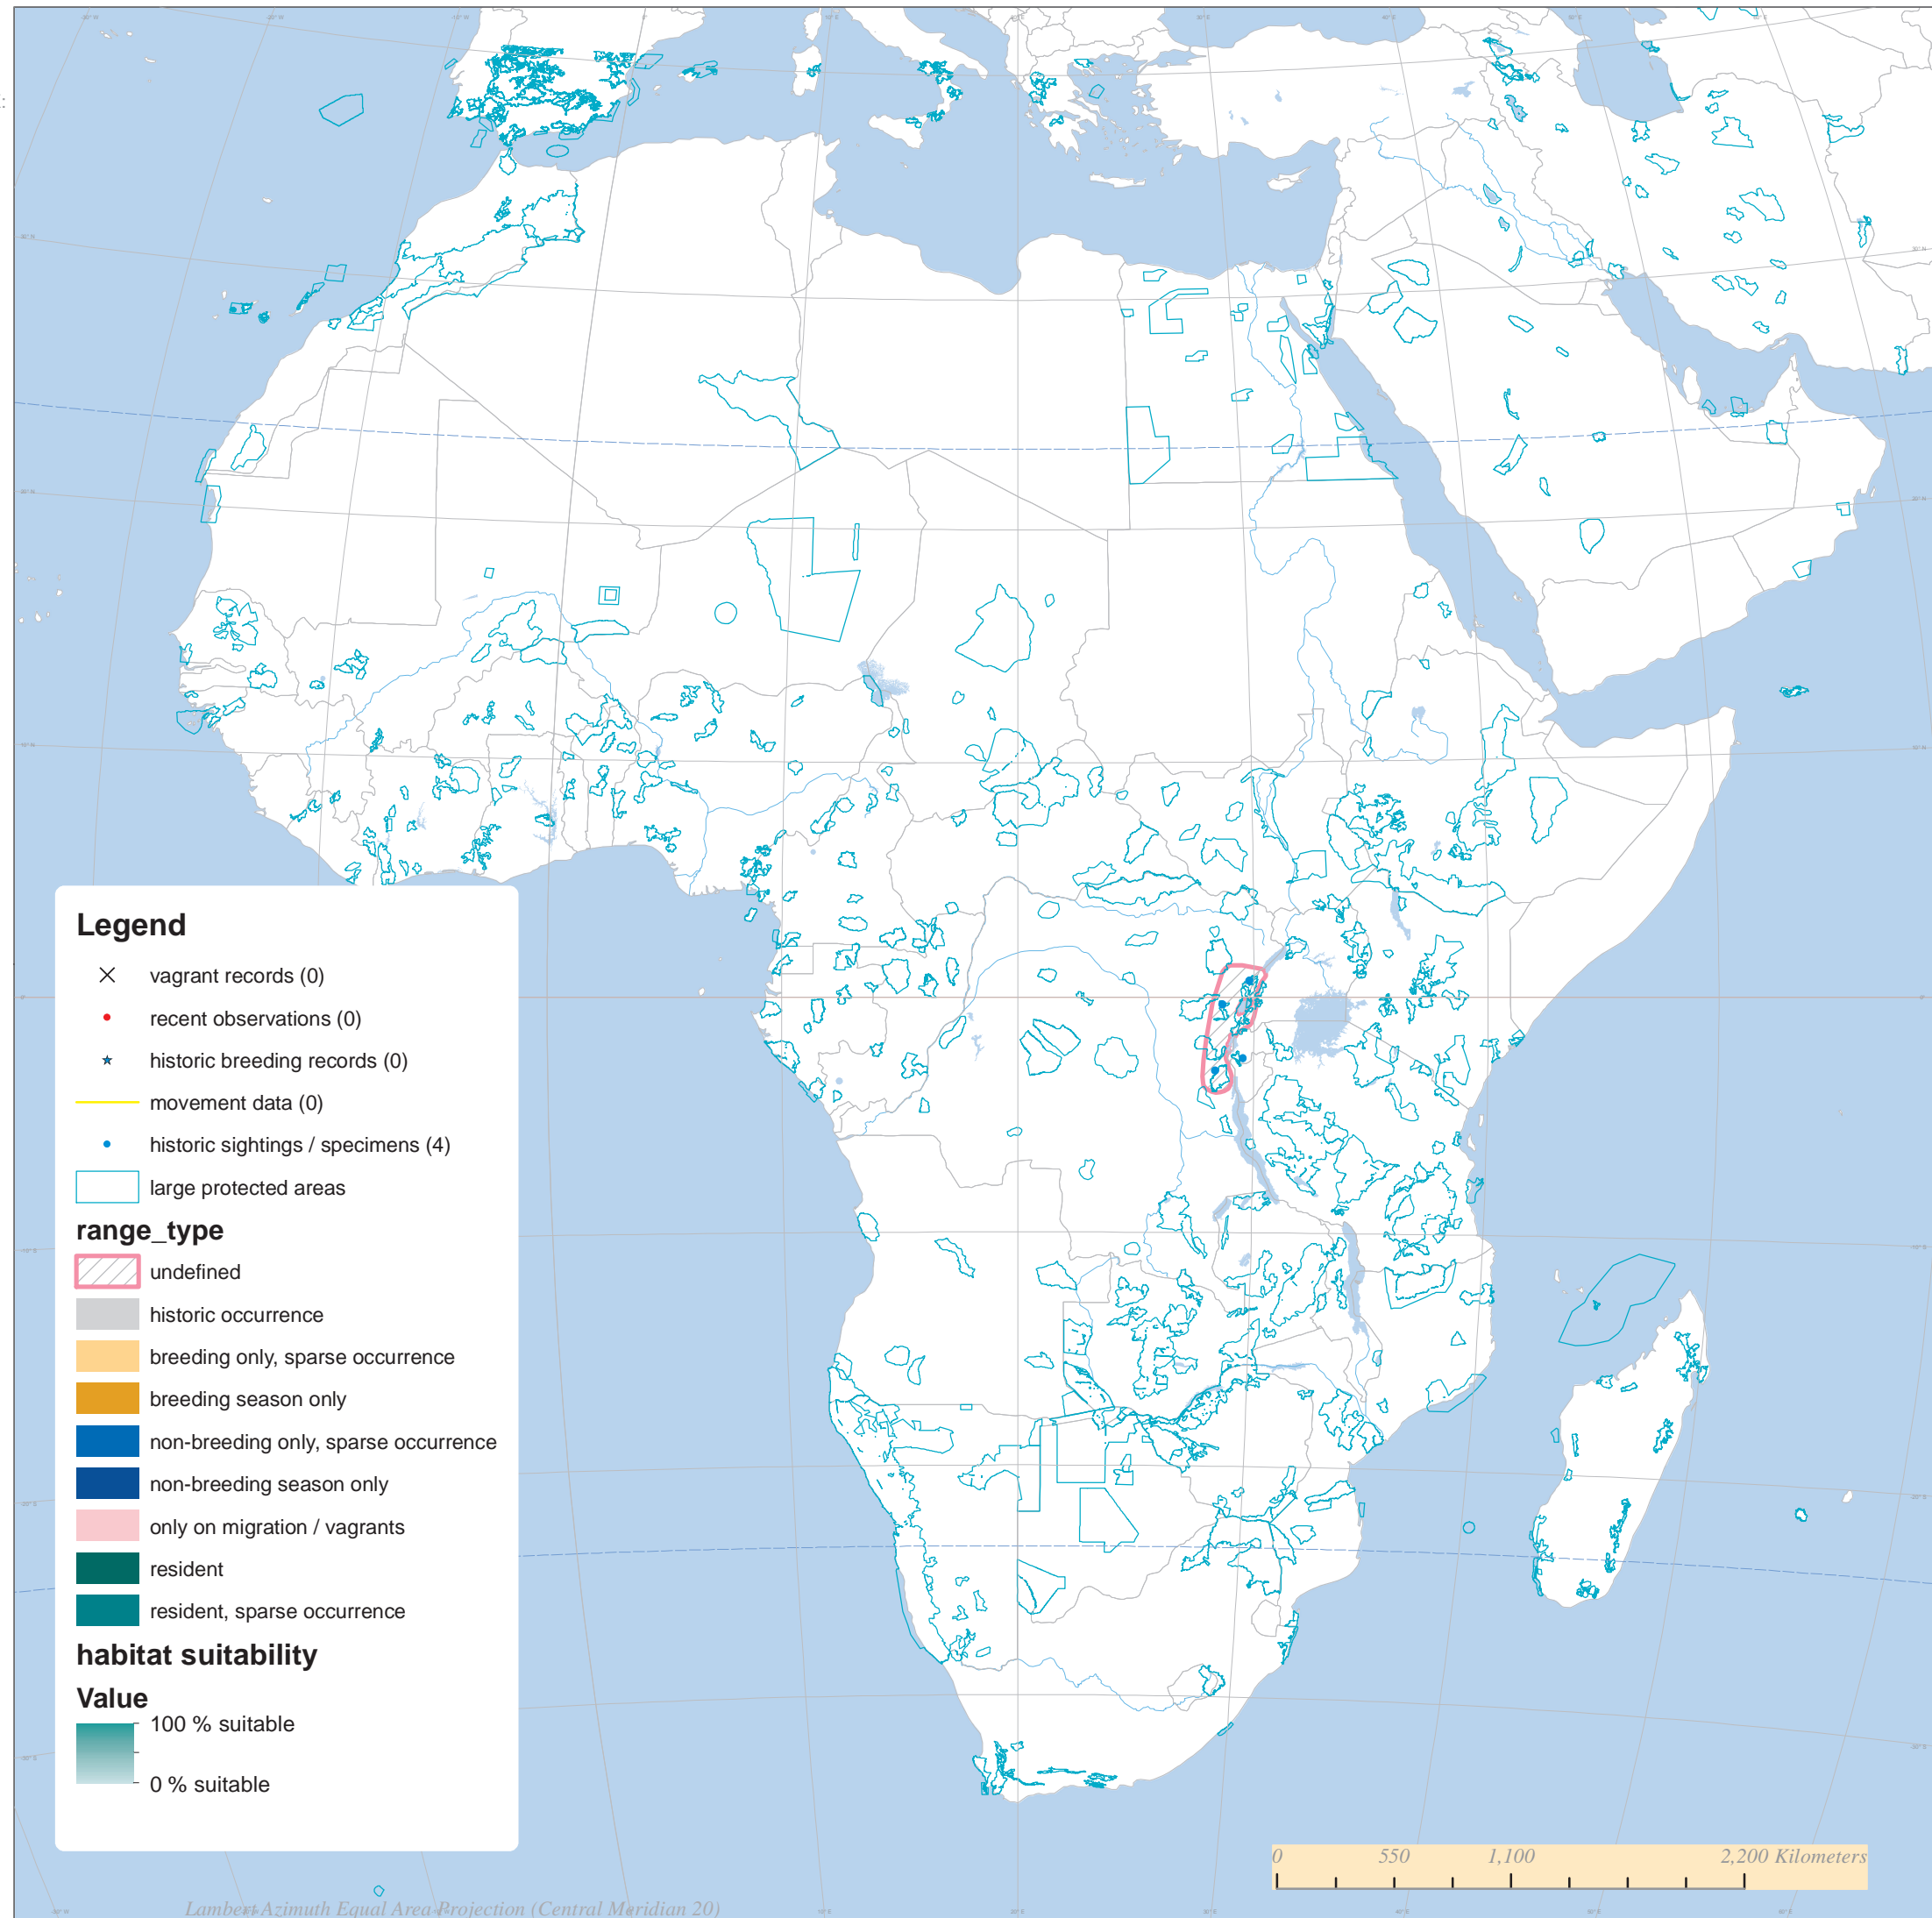 Legend
vagrant records (0)
recent observations (0)
historic breeding records (0)
movement data (0)
historic sightings / specimens (4)
large protected areas
range_type
undefined
historic occurrence
breeding only, sparse occurrence
breeding season only
non-breeding only, sparse occurrence
non-breeding season only
only on migration / vagrants
resident
resident, sparse occurrence
habitat suitability
Value
100 % suitable
0 % suitable
0 550 1,100 2,200 Kilometers
Lambert Azimuth Equal Area Projection (Central Meridian 20)